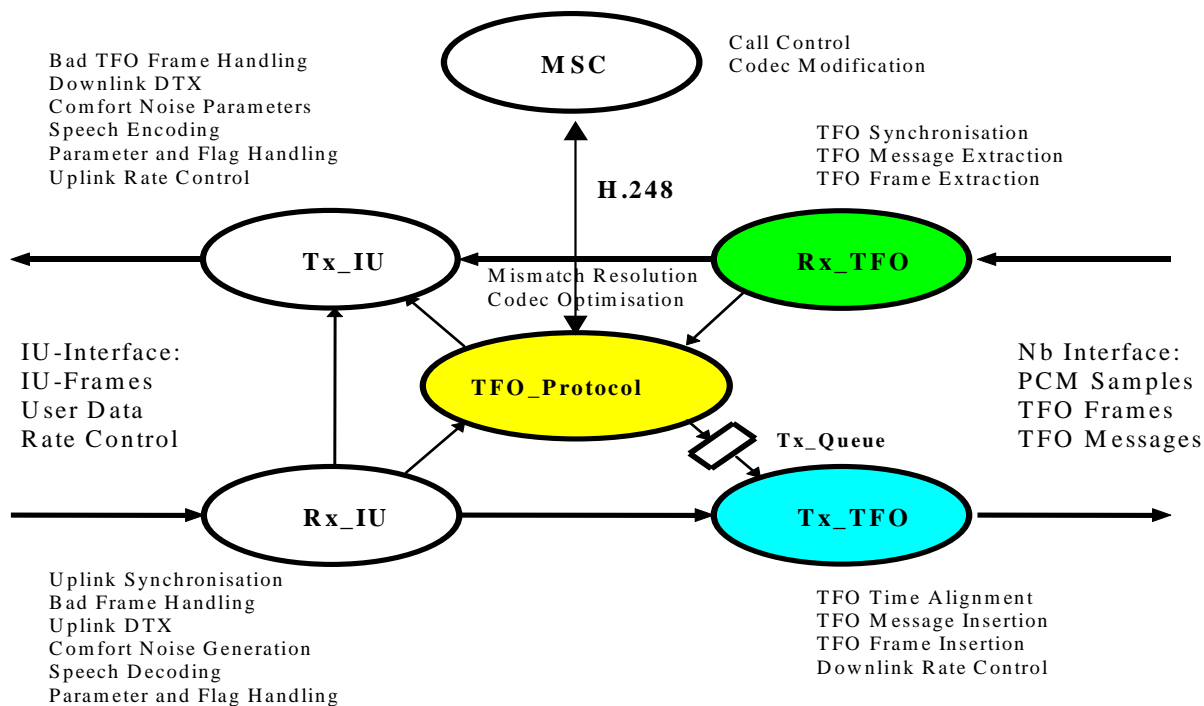 Bad TFO Frame Handling
Downlink DTX
Comfort Noise Parameters
Speech Encoding
Parameter and Flag Handling
Uplink Rate Control
MSC
Call Control
Codec Modification
TFO Synchronisation
TFO Message Extraction
TFO Frame Extraction
H.248
Tx_IU
Rx_TFO
Mismatch Resolution
Codec Optimisation
IU-Interface:
IU-Frames
User Data
Rate Control
TFO_Protocol
Nb Interface:
PCM Samples
TFO Frames
TFO Messages
Tx_Queue
Rx_IU
Tx_TFO
Uplink Synchronisation
Bad Frame Handling
Uplink DTX
Comfort Noise Generation
Speech Decoding
Parameter and Flag Handling
TFO Time Alignment
TFO Message Insertion
TFO Frame Insertion
Downlink Rate Control